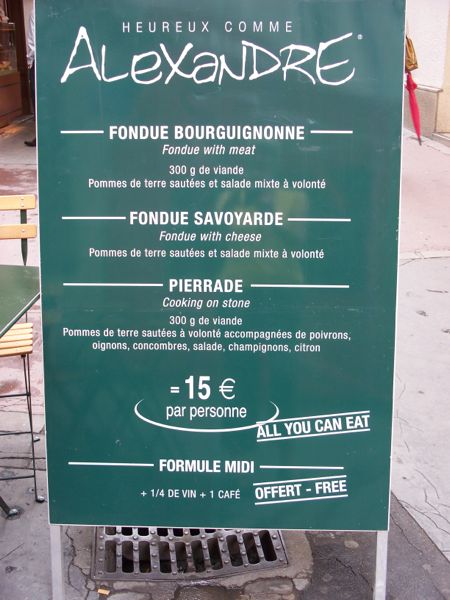 HEUREUX COMME
ALEXANDRE®
FONDUE BOURGUIGNONNE
Fondue with meat
300 g de viande
Pommes de terre sautées et salade mixte à volonté
FONDUE SAVOYARDE
Fondue with cheese
Pommes de terre sautées et salade mixte à volonté
PIERRADE
Cooking on stone
300 g de viande
Pommes de terre sautées à volonté accompagnées de poivrons,
oignons, concombres, salade, champignons, citron
= 15 €
par personne
ALL YOU CAN EAT
FORMULE MIDI
+ 1/4 DE VIN + 1 CAFÉ
OFFERT - FREE